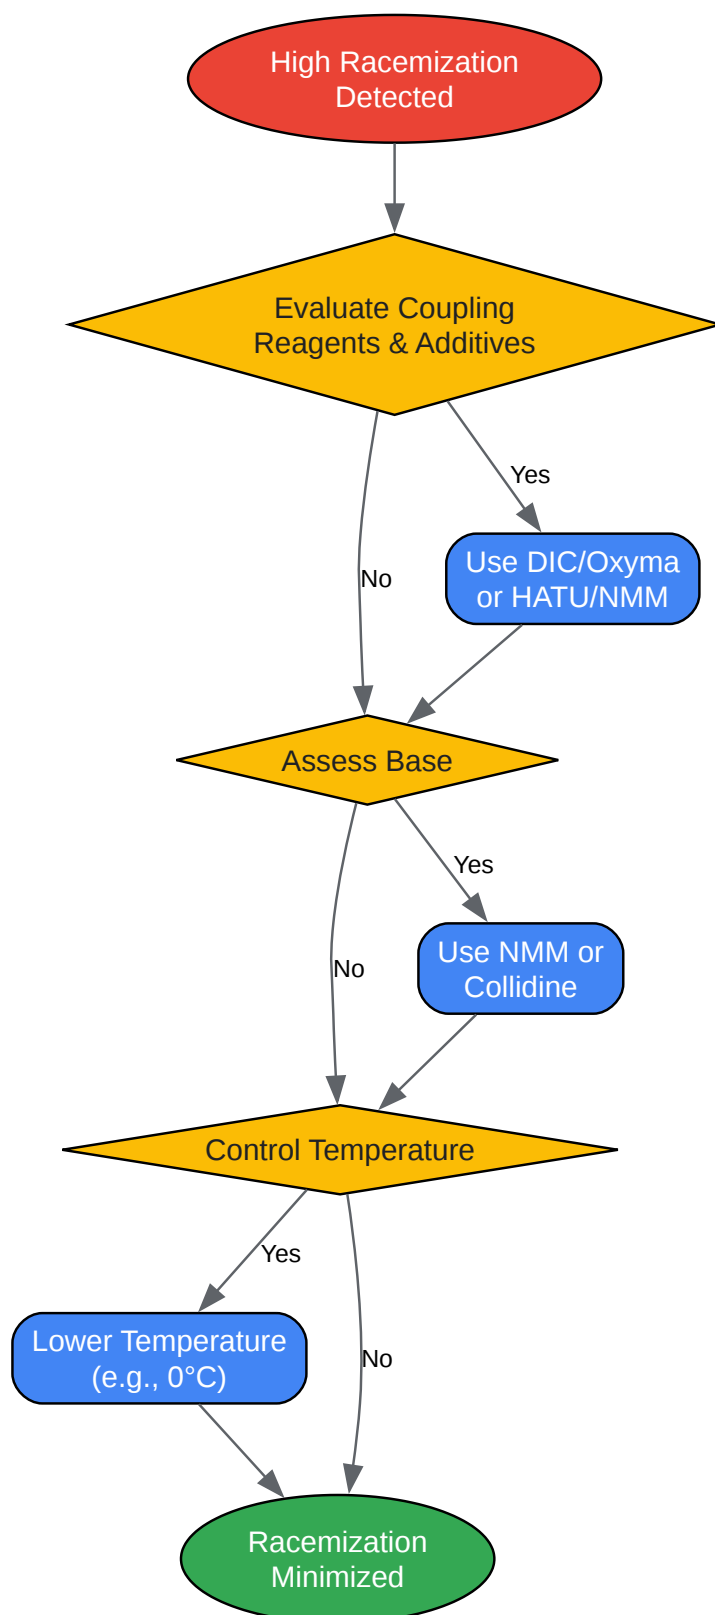 High Racemization
Detected
Evaluate Coupling
Reagents & Additives
Yes
Use DIC/Oxyma
or HATU/NMM
No
Assess Base
Yes
Use NMM or
Collidine
No
Control Temperature
Yes
Lower Temperature
(e.g., 0°C)
No
Racemization
Minimized